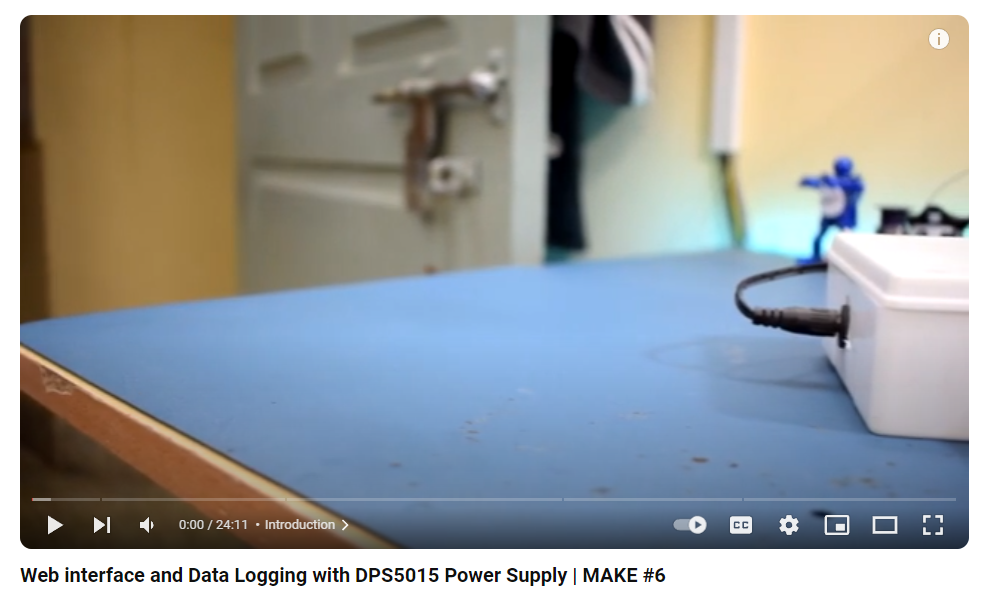 CC
0:00 / 24:11 • Introduction
Web interface and Data Logging with DPS5015 Power Supply | MAKE #6